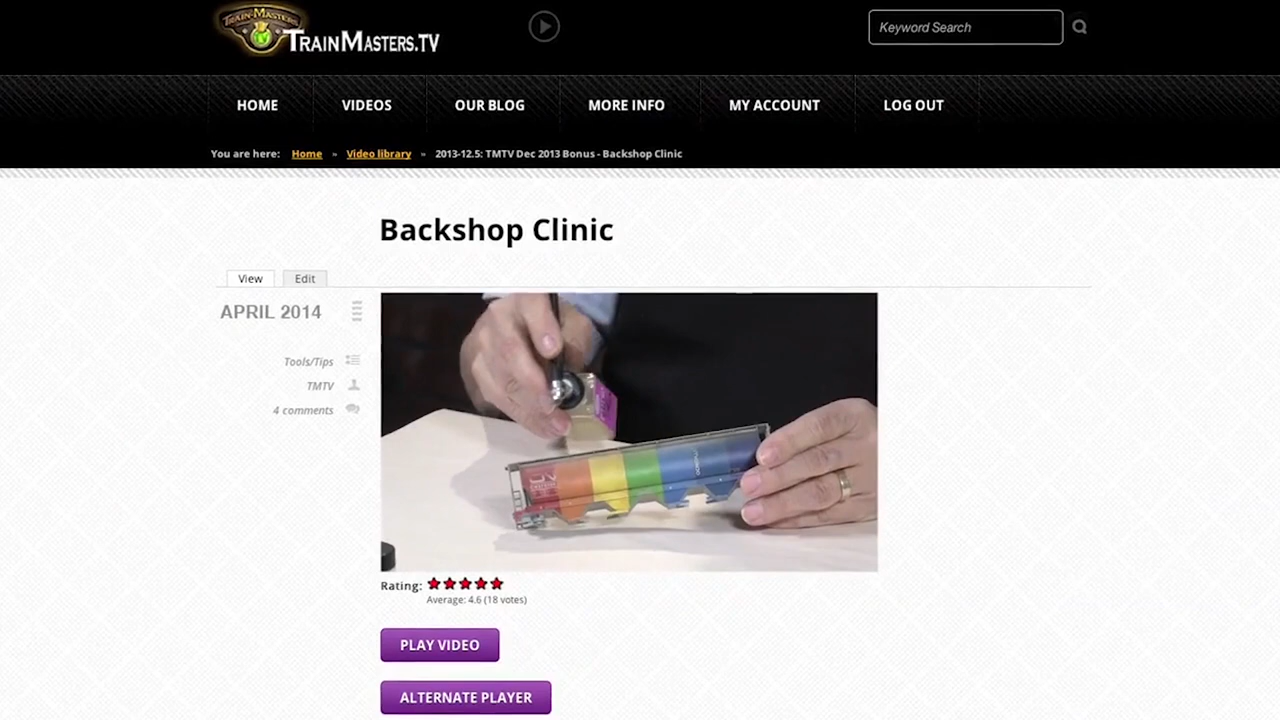 TRAIN-MASTERS
TV
TRAINMASTERS.TV
Keyword Search
HOME
VIDEOS
OUR BLOG
MORE INFO
MY ACCOUNT
LOG OUT
You are here: Home » Video library » 2013-12.5: TMTV Dec 2013 Bonus - Backshop Clinic
Backshop Clinic
View
Edit
APRIL 2014
Tools/Tips
TMTV
4 comments
Rating:
Average: 4.6 (18 votes)
PLAY VIDEO
ALTERNATE PLAYER